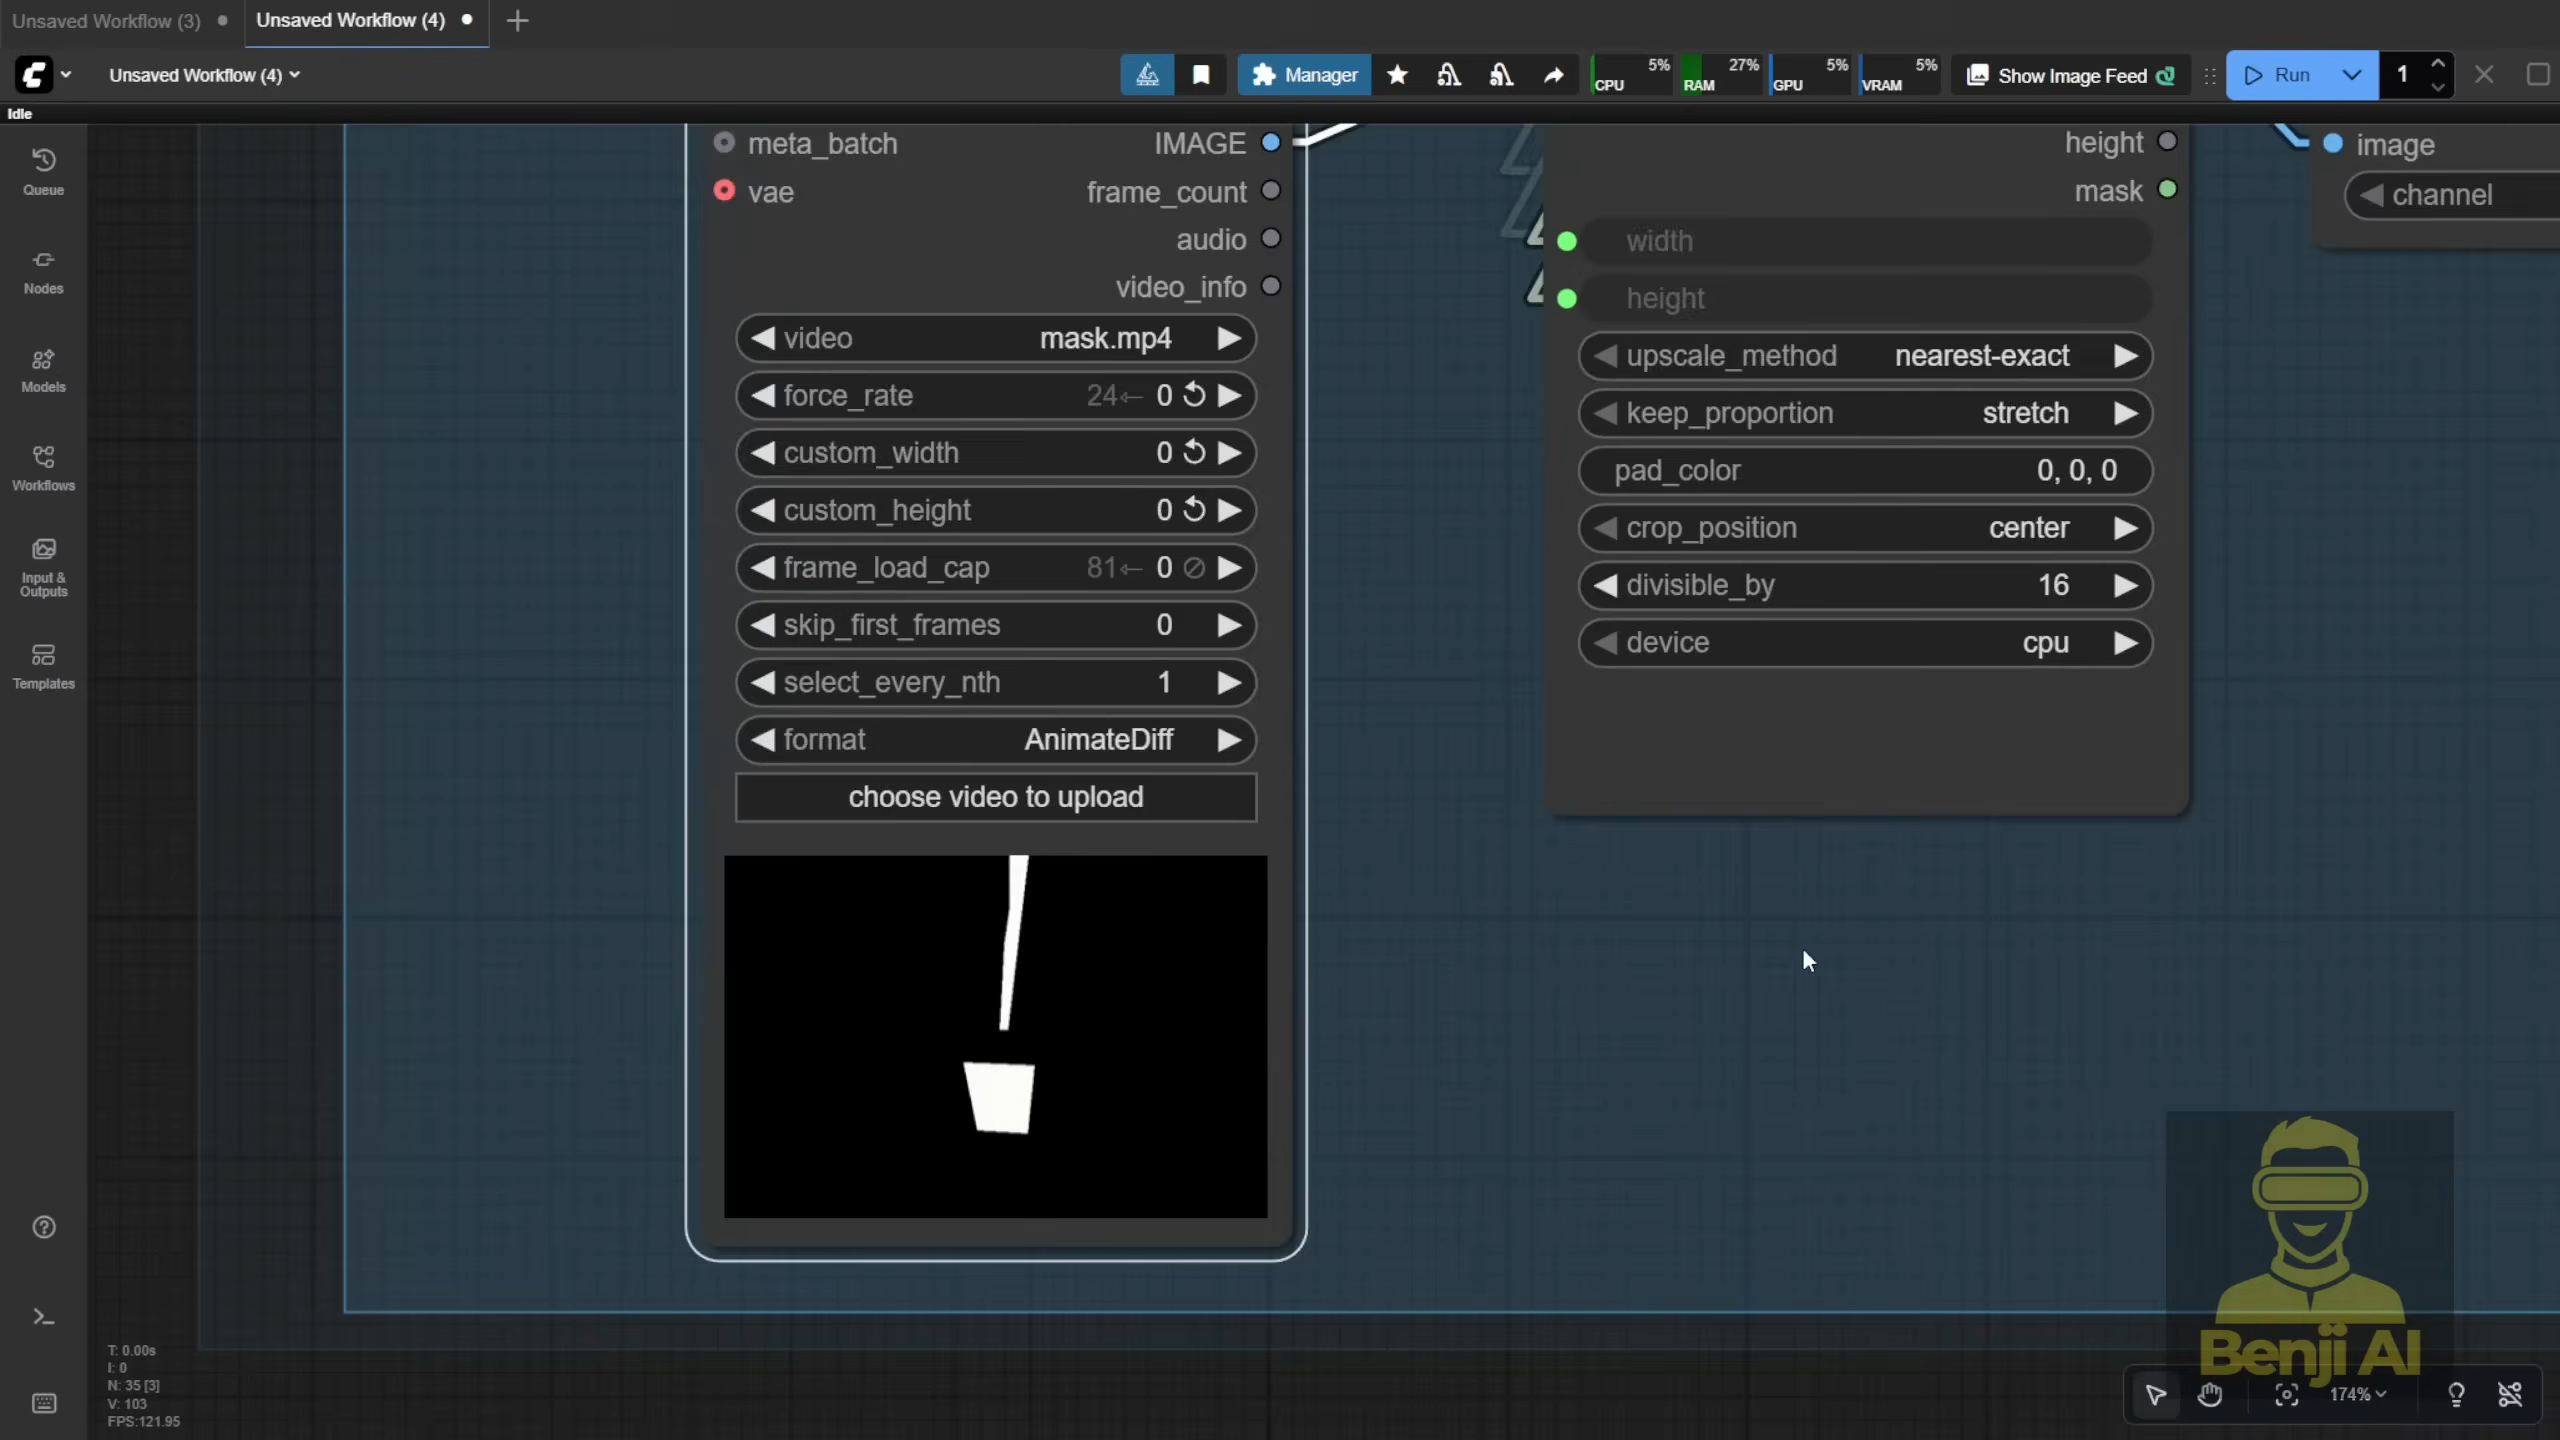 Unsaved Workflow (3)
Unsaved Workflow (4)
Unsaved Workflow (4)
Manager
CPU 5%
RAM 27%
GPU 5%
VRAM 5%
Show Image Feed
Run
1
Idle
Queue
Nodes
Models
Workflows
Input &
Outputs
Templates
meta_batch IMAGE
vae frame_count
audio
video_info
video mask.mp4
force_rate 24← 0
custom_width 0
custom_height 0
frame_load_cap 81← 0
skip_first_frames 0
select_every_nth 1
format AnimateDiff
choose video to upload
height
mask
width
height
upscale_method nearest-exact
keep_proportion stretch
pad_color 0, 0, 0
crop_position center
divisible_by 16
device cpu
image
channel
T: 0.00s
I: 0
N: 35 [3]
V: 103
FPS:121.95
Benji AI
174%